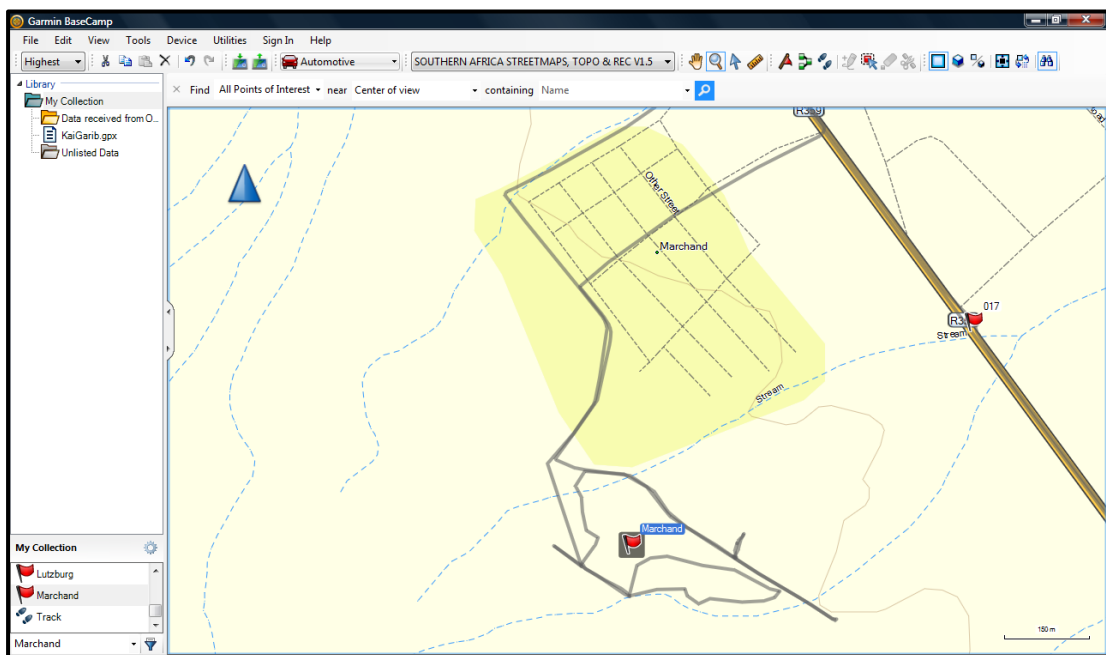 Garmin BaseCamp
File Edit View Tools Device Utilities Sign In Help
Highest Automotive SOUTHERN AFRICA STREETMAPS, TOPO & REC V1.5
Library
My Collection
Data received from O...
KaiGarib.gpx
Unlisted Data
Find All Points of Interest near Center of view containing Name
Other Street
Marchand
017
Stream
Stream
Marchand
150 m
My Collection
Lutzburg
Marchand
Track
Marchand